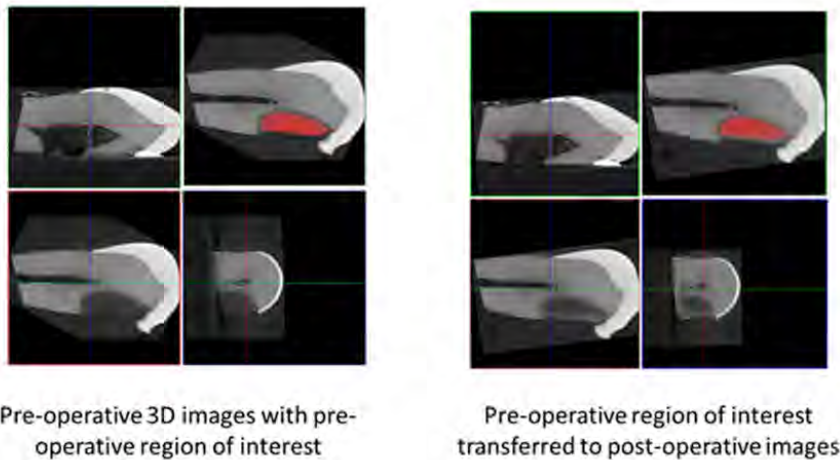 Pre-operative 3D images with pre-
operative region of interest
Pre-operative region of interest
transferred to post-operative images